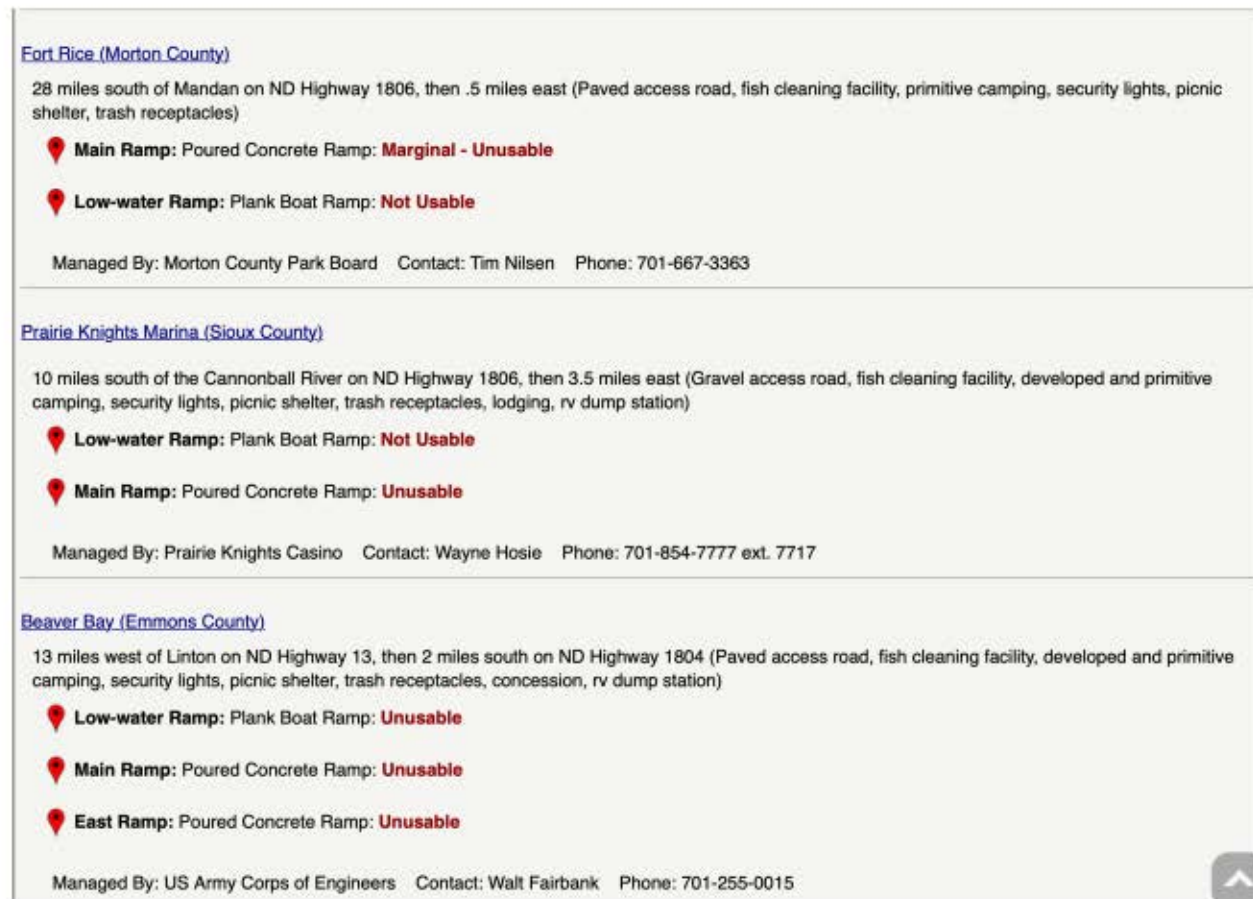 Fort Rice (Morton County)
28 miles south of Mandan on ND Highway 1806, then .5 miles east (Paved access road, fish cleaning facility, primitive camping, security lights, picnic
shelter, trash receptacles)
Main Ramp: Poured Concrete Ramp: Marginal - Unusable
Low-water Ramp: Plank Boat Ramp: Not Usable
Managed By: Morton County Park Board Contact: Tim Nilsen Phone: 701-667-3363
Prairie Knights Marina (Sioux County)
10 miles south of the Cannonball River on ND Highway 1806, then 3.5 miles east (Gravel access road, fish cleaning facility, developed and primitive
camping, security lights, picnic shelter, trash receptacles, lodging, rv dump station)
Low-water Ramp: Plank Boat Ramp: Not Usable
Main Ramp: Poured Concrete Ramp: Unusable
Managed By: Prairie Knights Casino Contact: Wayne Hosie Phone: 701-854-7777 ext. 7717
Beaver Bay (Emmons County)
13 miles west of Linton on ND Highway 13, then 2 miles south on ND Highway 1804 (Paved access road, fish cleaning facility, developed and primitive
camping, security lights, picnic shelter, trash receptacles, concession, rv dump station)
Low-water Ramp: Plank Boat Ramp: Unusable
Main Ramp: Poured Concrete Ramp: Unusable
East Ramp: Poured Concrete Ramp: Unusable
Managed By: US Army Corps of Engineers Contact: Walt Fairbank Phone: 701-255-0015